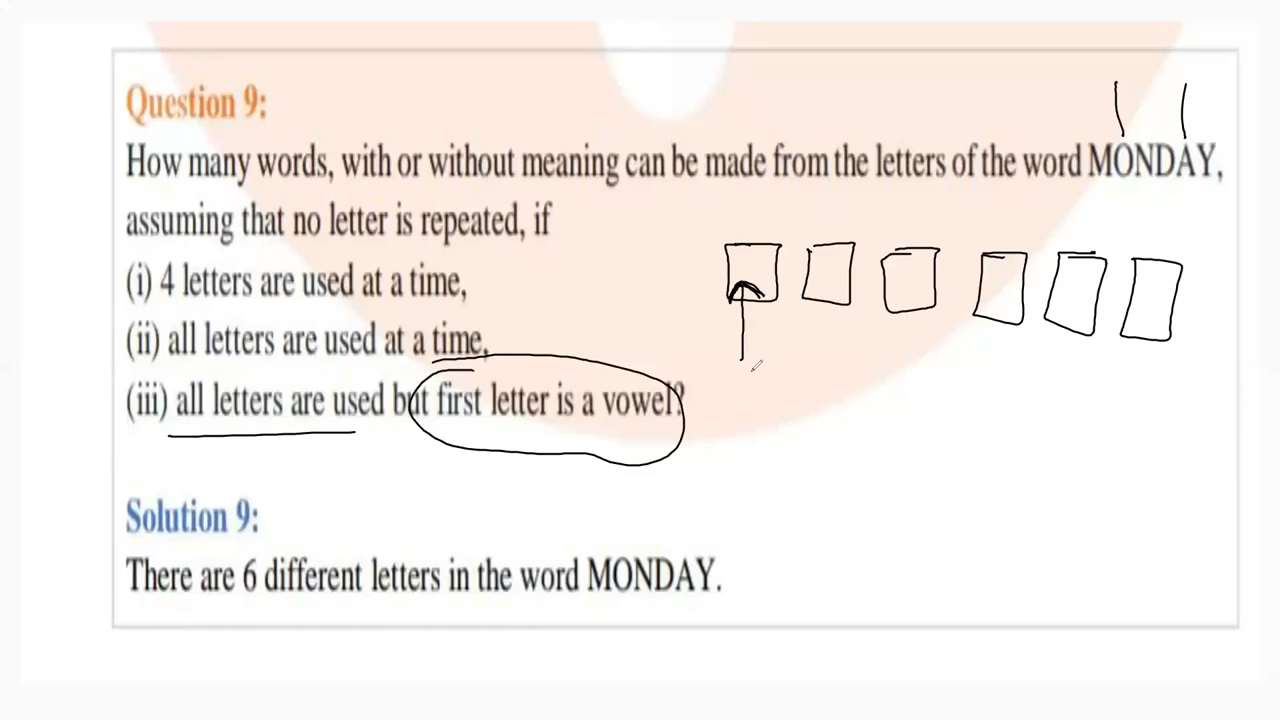 Question 9:
How many words, with or without meaning can be made from the letters of the word MONDAY,
assuming that no letter is repeated, if
(i) 4 letters are used at a time,
(ii) all letters are used at a time,
(iii) all letters are used but first letter is a vowel?
Solution 9:
There are 6 different letters in the word MONDAY.